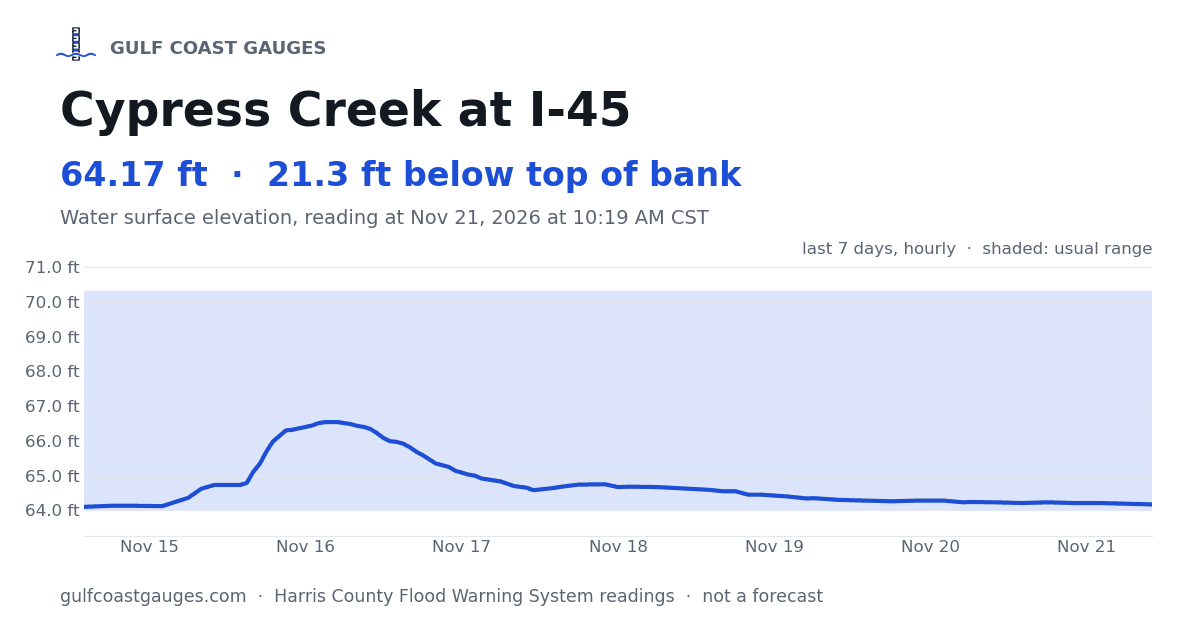 GULF COAST GAUGES
Cypress Creek at I-45
64.17 ft · 21.3 ft below top of bank
Water surface elevation, reading at Nov 21, 2026 at 10:19 AM CST
last 7 days, hourly · shaded: usual range
71.0 ft
70.0 ft
69.0 ft
68.0 ft
67.0 ft
66.0 ft
65.0 ft
64.0 ft
Nov 15 Nov 16 Nov 17 Nov 18 Nov 19 Nov 20 Nov 21
gulfcoastgauges.com · Harris County Flood Warning System readings · not a forecast